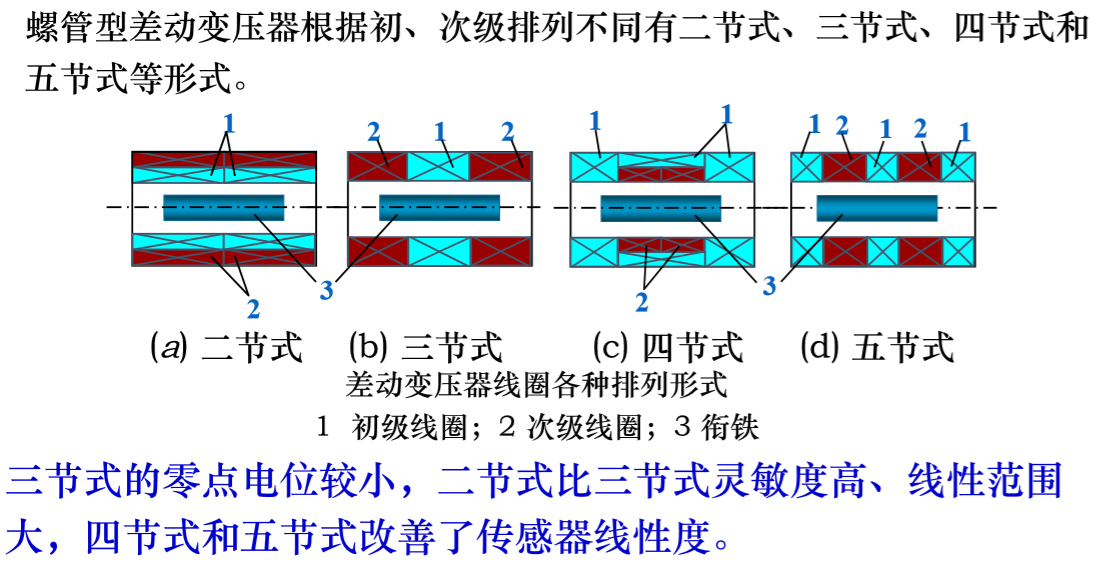 螺管型差动变压器根据初、次级排列不同有二节式、三节式、四节式和
五节式等形式。
1 2 1 2 1 1 1 2 1 2 1
2 3 2 3
(a) 二节式 (b) 三节式 (c) 四节式 (d) 五节式
差动变压器线圈各种排列形式
1 初级线圈；2 次级线圈；3 衔铁
三节式的零点电位较小，二节式比三节式灵敏度高、线性范围
大，四节式和五节式改善了传感器线性度。